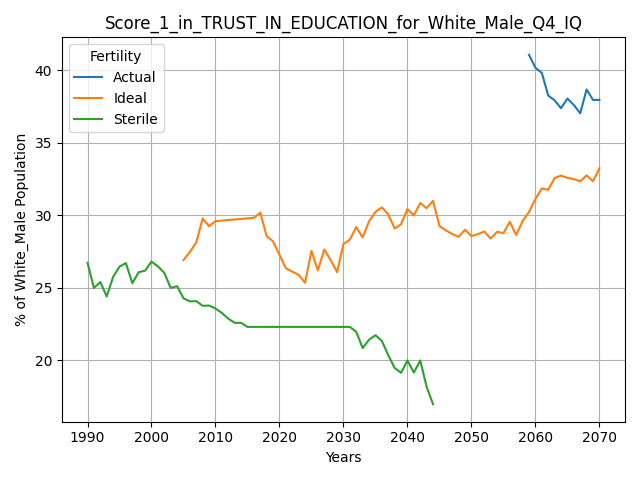 Score_1_in_TRUST_IN_EDUCATION_for_White_Male_Q4_IQ
Fertility
Actual
Ideal
Sterile
% of White_Male Population
40
35
30
25
20
1990 2000 2010 2020 2030 2040 2050 2060 2070
Years